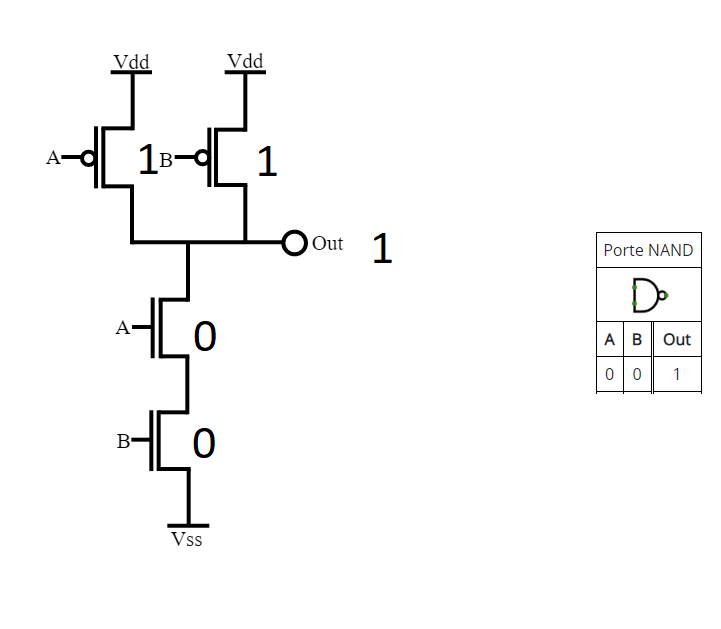 Vdd Vdd
A 1 B 1
Out 1
A 0
B 0
Vss
Porte NAND
A B Out
0 0 1